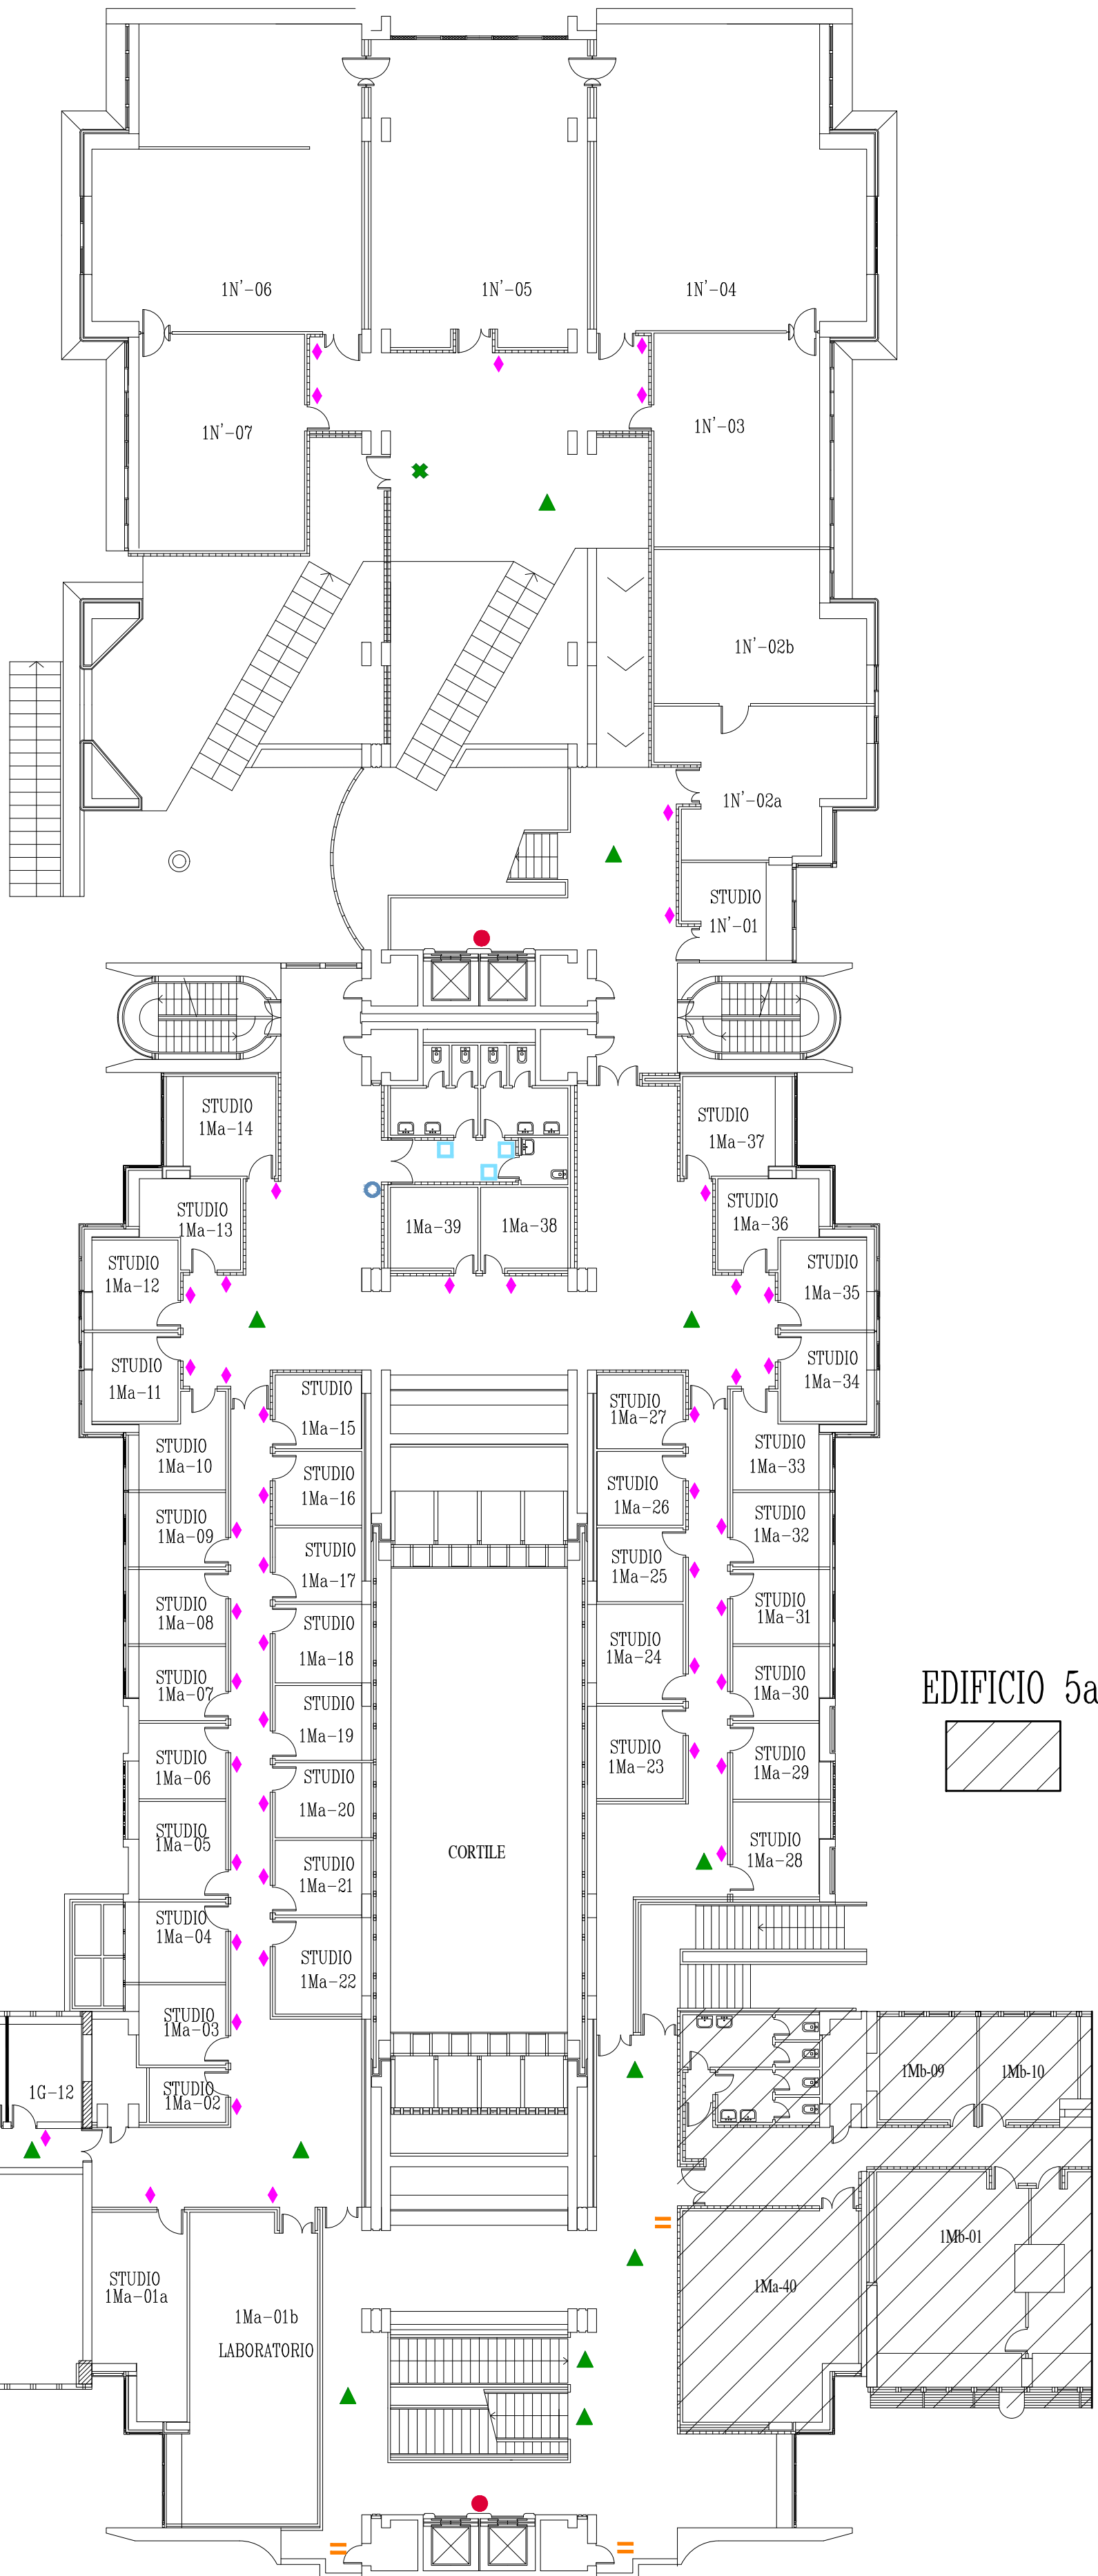 1N'-06
1N'-05
1N'-04
1N'-07
1N'-03
1N'-02b
1N'-02a
STUDIO
1N'-01
STUDIO
1Ma-14
STUDIO
1Ma-37
STUDIO
1Ma-13
1Ma-39
1Ma-38
STUDIO
1Ma-36
STUDIO
1Ma-12
STUDIO
1Ma-35
STUDIO
1Ma-11
STUDIO
1Ma-34
STUDIO
1Ma-15
STUDIO
1Ma-27
STUDIO
1Ma-10
STUDIO
1Ma-33
STUDIO
1Ma-16
STUDIO
1Ma-26
STUDIO
1Ma-09
STUDIO
1Ma-32
STUDIO
1Ma-17
STUDIO
1Ma-25
STUDIO
1Ma-08
STUDIO
1Ma-31
STUDIO
1Ma-18
STUDIO
1Ma-24
STUDIO
1Ma-07
STUDIO
1Ma-30
EDIFICIO 5a
STUDIO
1Ma-19
STUDIO
1Ma-23
STUDIO
1Ma-06
STUDIO
1Ma-29
STUDIO
1Ma-20
STUDIO
1Ma-05
CORTILE
STUDIO
1Ma-28
STUDIO
1Ma-21
STUDIO
1Ma-04
STUDIO
1Ma-22
STUDIO
1Ma-03
1G-12
STUDIO
1Ma-02
1Mb-09
1Mb-10
1Mb-01
STUDIO
1Ma-01a
1Ma-40
1Ma-01b
LABORATORIO